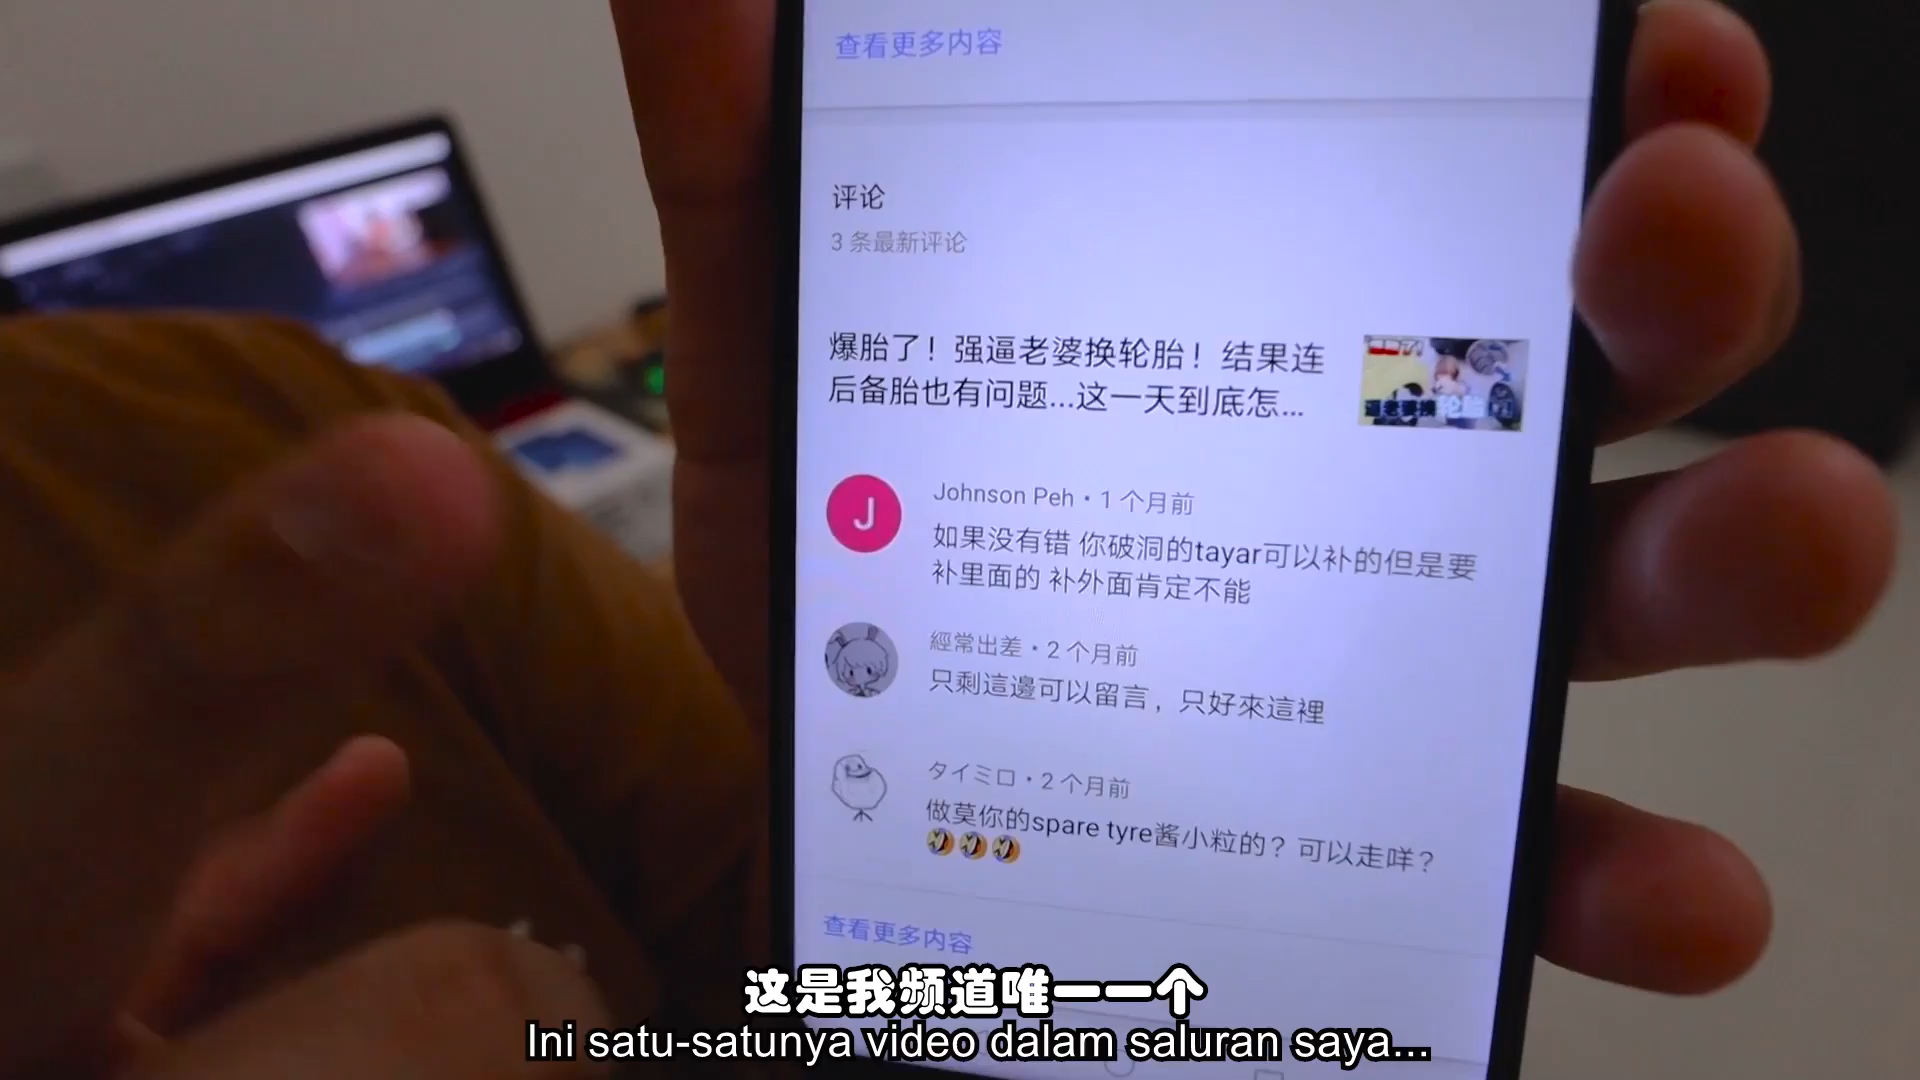 查看更多内容
评论
3 条最新评论
爆胎了！强逼老婆换轮胎！结果连
后备胎也有问题...这一天到底怎...
逼老婆换轮胎
J
Johnson Peh・1 个月前
如果没有错 你破洞的tayar可以补的但是要
补里面的 补外面肯定不能
經常出差・2 个月前
只剩這邊可以留言，只好來這裡
タイミロ・2 个月前
做莫你的spare tyre酱小粒的？可以走咩？
🤣🤣🤣
查看更多内容
这是我频道唯一一个
Ini satu-satunya video dalam saluran saya...